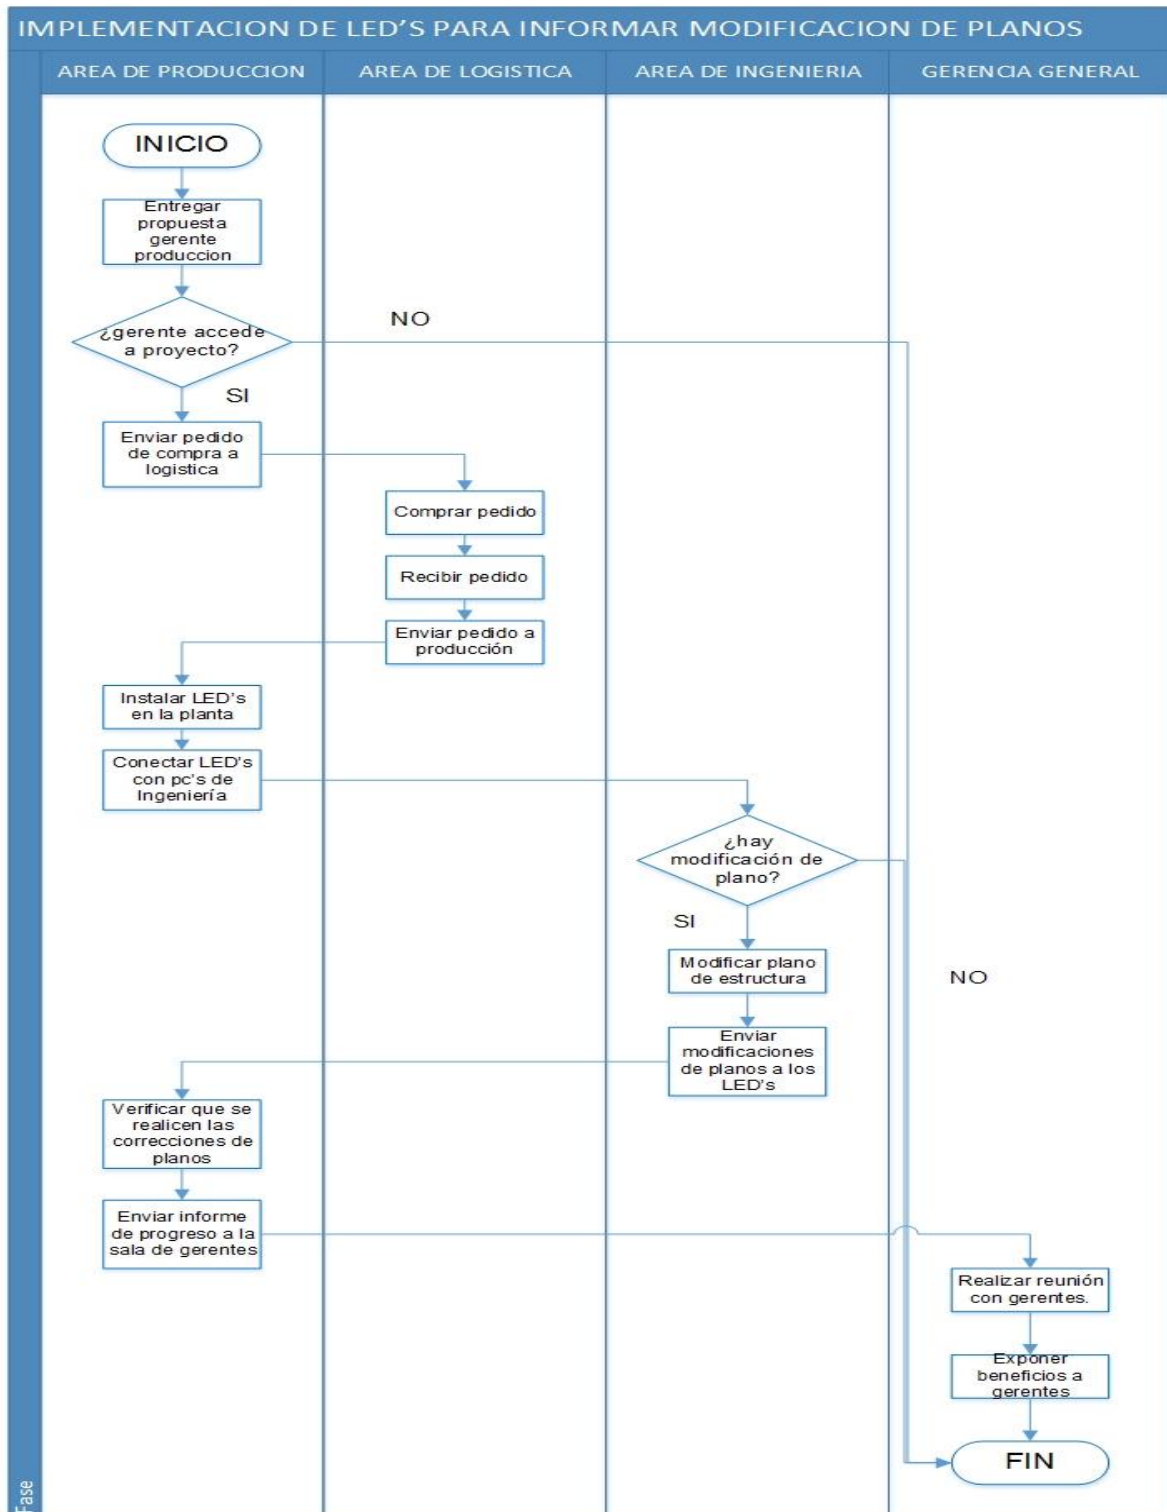 IMPLEMENTACION DE LED'S PARA INFORMAR MODIFICACION DE PLANOS
AREA DE PRODUCCION
AREA DE LOGISTICA
AREA DE INGENIERIA
GERENCIA GENERAL
INICIO
Entregar
propuesta
gerente
produccion
¿gerente accede
a proyecto?
NO
SI
Enviar pedido
de compra a
logistica
Comprar pedido
Recibir pedido
Enviar pedido a
producción
Instalar LED's
en la planta
Conectar LED's
con pc's de
Ingeniería
¿hay
modificación de
plano?
SI
Modificar plano
de estructura
NO
Enviar
modificaciones
de planos a los
LED's
Verificar que se
realicen las
correcciones de
planos
Enviar informe
de progreso a la
sala de gerentes
Realizar reunión
con gerentes.
Exponer
beneficios a
gerentes
FIN
Fase